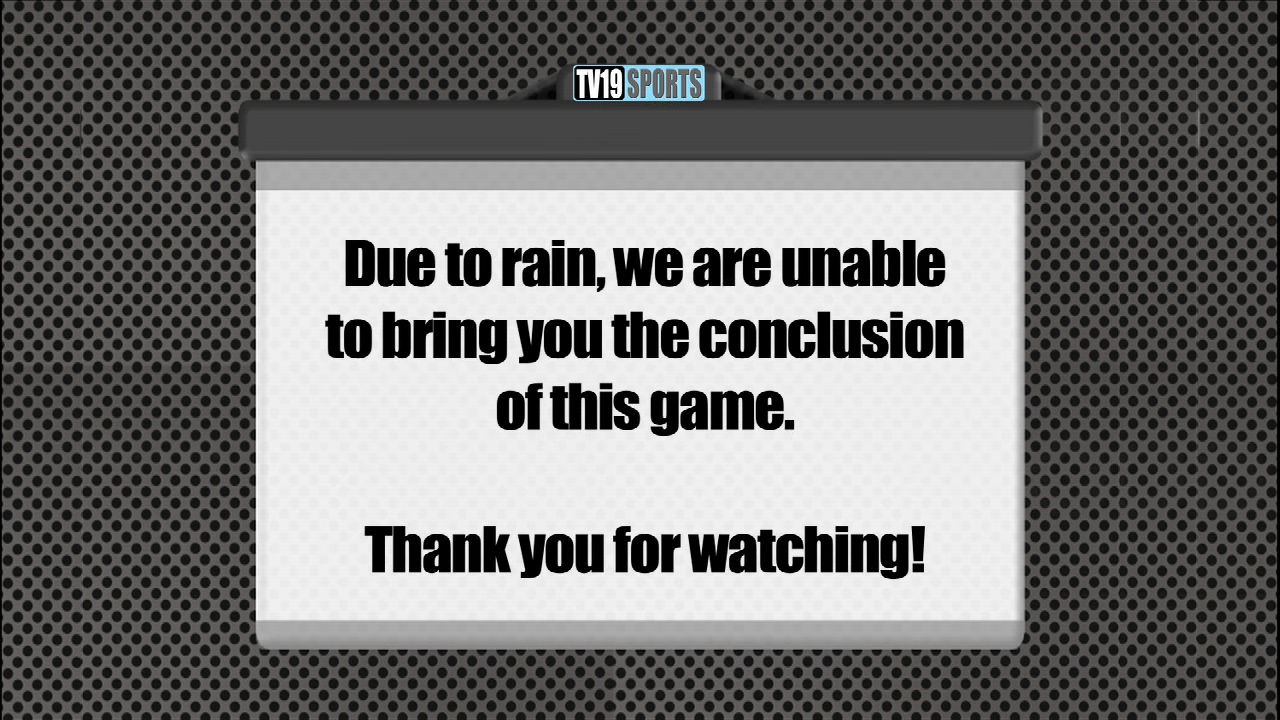 TV19 SPORTS
Due to rain, we are unable
to bring you the conclusion
of this game.
Thank you for watching!